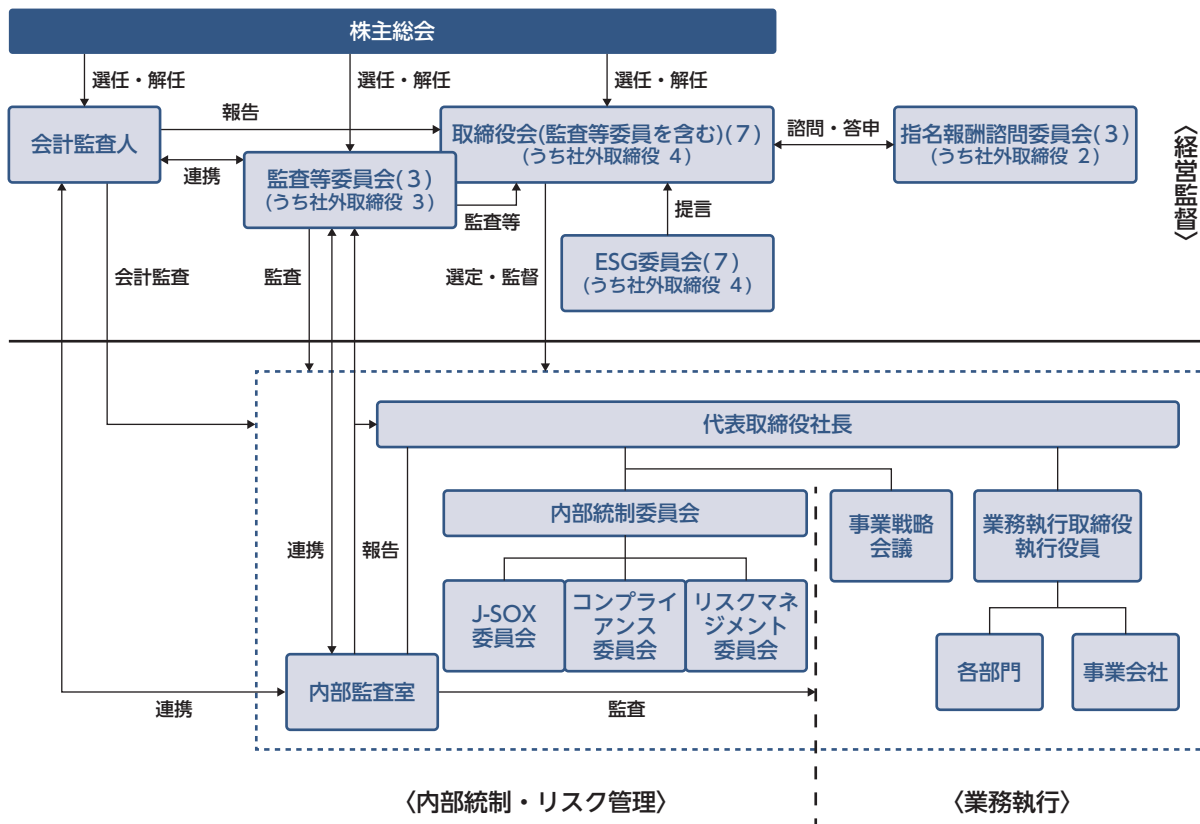 株主総会
選任・解任
選任・解任
選任・解任
会計監査人
報告
取締役会(監査等委員を含む)(7)
(うち社外取締役 4)
諮問・答申
指名報酬諮問委員会(3)
(うち社外取締役 2)
連携
監査等委員会(3)
(うち社外取締役 3)
監査等
提言
〈経営監督〉
会計監査
監査
選定・監督
ESG委員会(7)
(うち社外取締役 4)
代表取締役社長
内部統制委員会
事業戦略
会議
業務執行取締役
執行役員
連携
報告
J-SOX
委員会
コンプライ
アンス
委員会
リスクマネ
ジメント
委員会
各部門
事業会社
内部監査室
連携
監査
〈内部統制・リスク管理〉
〈業務執行〉